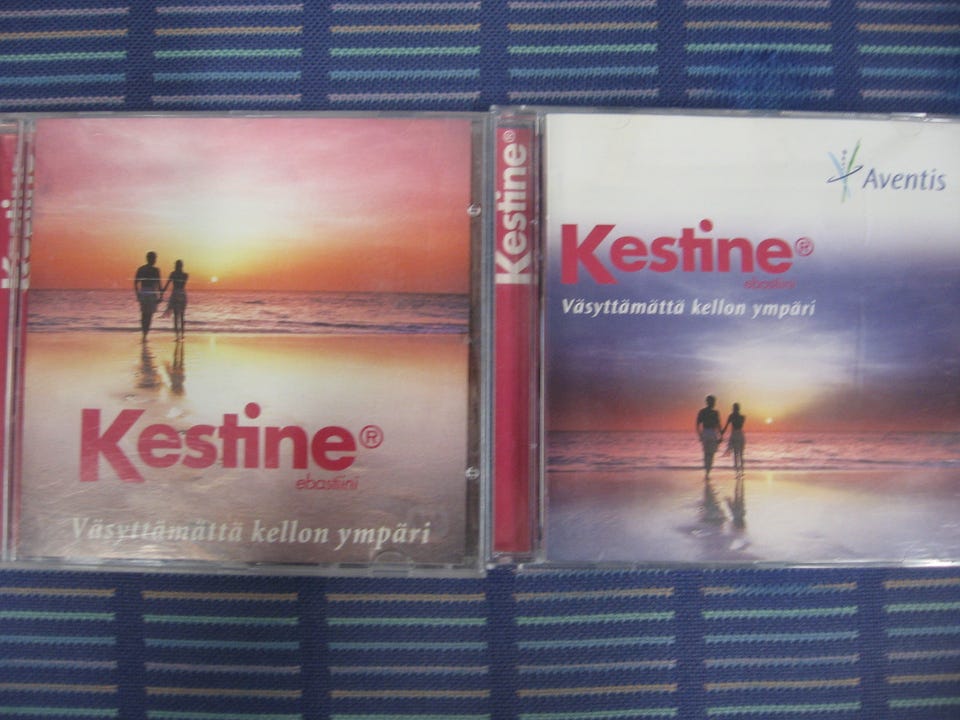 Kestine
Kestine®
ebastiini
Väsyttämättä kellon ympäri
Kestine®
Aventis
Kestine®
ebastiini
Väsyttämättä kellon ympäri